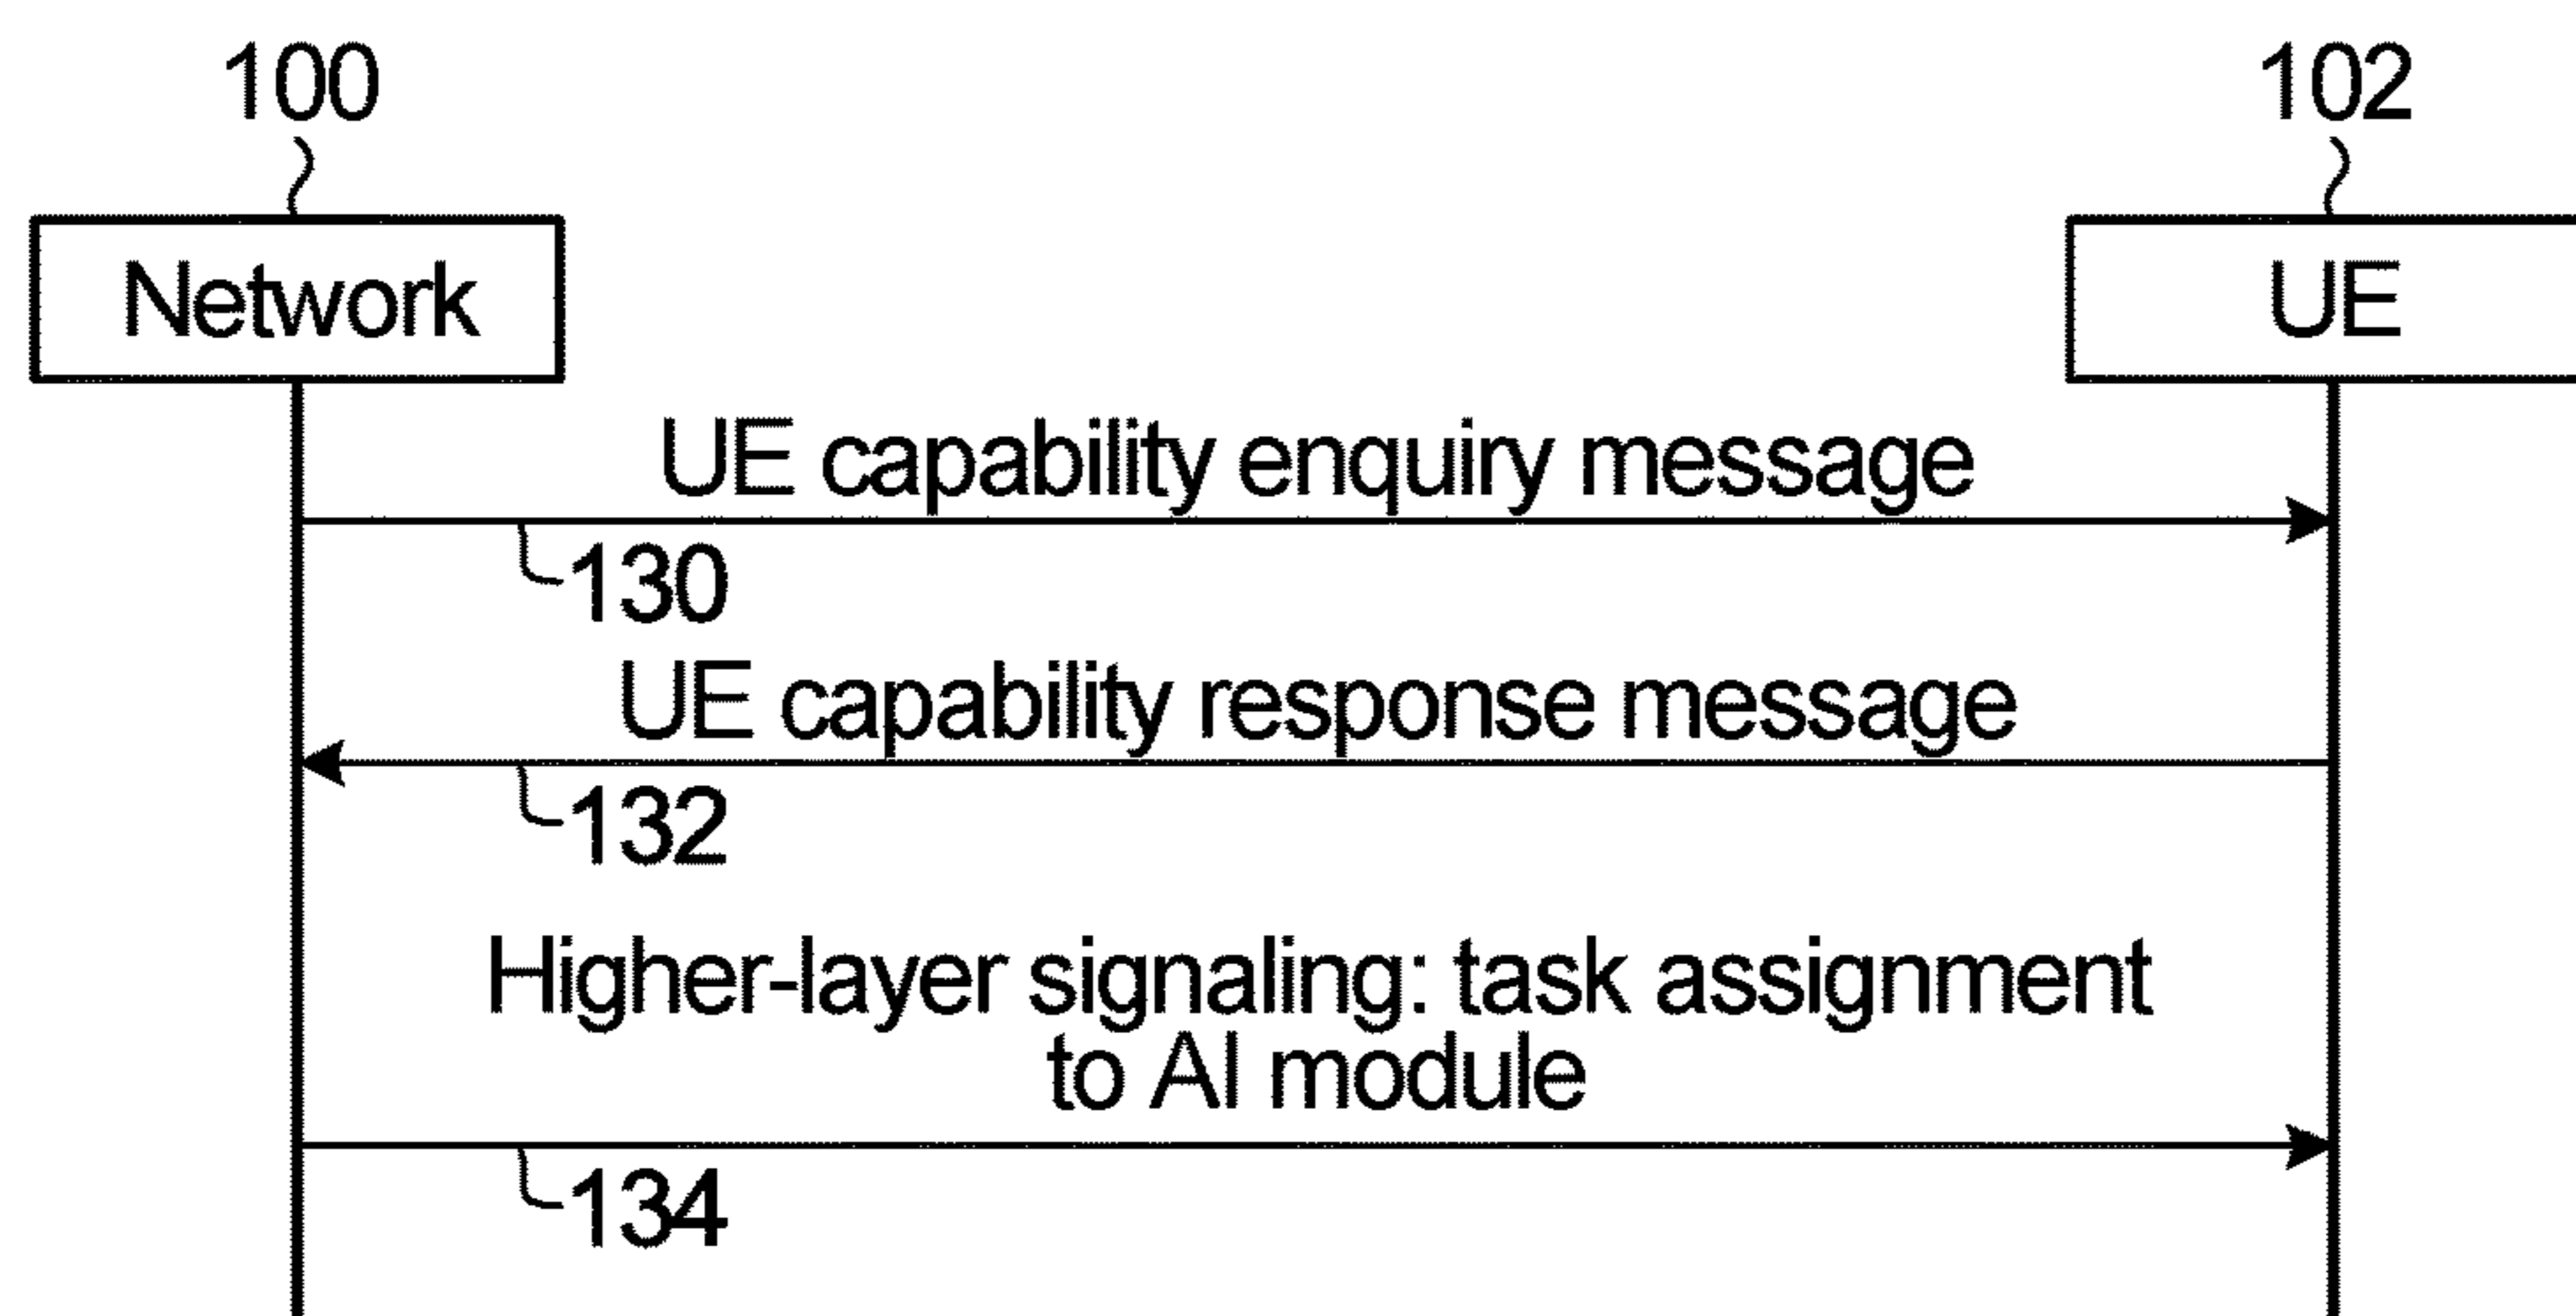 100
102
Network
UE
UE capability enquiry message
130
UE capability response message
132
Higher-layer signaling: task assignment
to AI module
134